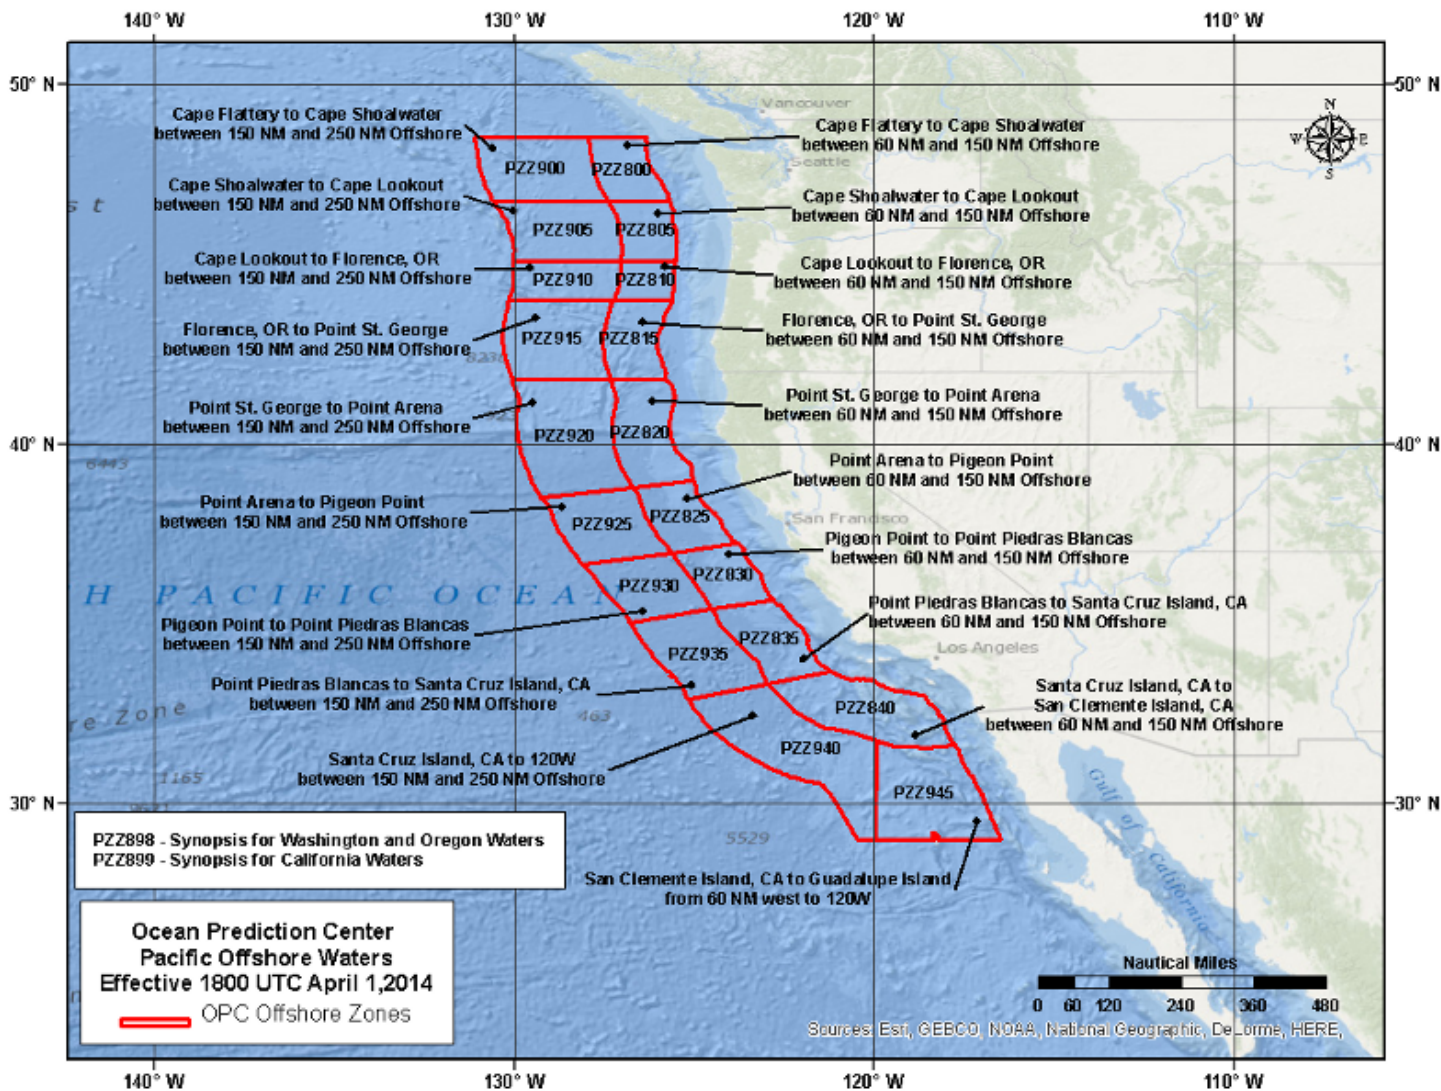 140° W
130° W
120° W
110° W
50° N
50° N
Vancouver
N
W
E
S
Cape Flattery to Cape Shoalwater
between 150 NM and 250 NM Offshore
Cape Flattery to Cape Shoalwater
between 60 NM and 150 NM Offshore
Seattle
PZZ900
PZZ800
Cape Shoalwater to Cape Lookout
between 150 NM and 250 NM Offshore
Cape Shoalwater to Cape Lookout
between 60 NM and 150 NM Offshore
s t
PZZ905
PZZ805
Cape Lookout to Florence, OR
between 150 NM and 250 NM Offshore
Cape Lookout to Florence, OR
between 60 NM and 150 NM Offshore
PZZ910
PZZ810
Florence, OR to Point St. George
between 150 NM and 250 NM Offshore
Florence, OR to Point St. George
between 60 NM and 150 NM Offshore
PZZ915
PZZ815
Point St. George to Point Arena
between 150 NM and 250 NM Offshore
Point St. George to Point Arena
between 60 NM and 150 NM Offshore
PZZ920
PZZ820
40° N
40° N
6443
Point Arena to Pigeon Point
between 60 NM and 150 NM Offshore
Point Arena to Pigeon Point
between 150 NM and 250 NM Offshore
PZZ925
PZZ825
San Francisco
Pigeon Point to Point Piedras Blancas
between 60 NM and 150 NM Offshore
PZZ930
PZZ830
H PACIFIC OCEAN
Pigeon Point to Point Piedras Blancas
between 150 NM and 250 NM Offshore
Point Piedras Blancas to Santa Cruz Island, CA
between 60 NM and 150 NM Offshore
PZZ935
PZZ835
Los Angeles
Point Piedras Blancas to Santa Cruz Island, CA
between 150 NM and 250 NM Offshore
Santa Cruz Island, CA to
San Clemente Island, CA
between 60 NM and 150 NM Offshore
re Zone
463
PZZ840
PZZ940
Santa Cruz Island, CA to 120W
between 150 NM and 250 NM Offshore
1165
PZZ945
Gulf of California
30° N
30° N
5529
PZZ898 - Synopsis for Washington and Oregon Waters
PZZ899 - Synopsis for California Waters
San Clemente Island, CA to Guadalupe Island
from 60 NM west to 120W
Ocean Prediction Center
Pacific Offshore Waters
Effective 1800 UTC April 1,2014
OPC Offshore Zones
Nautical Miles
0 60 120 240 360 480
Sources: Esri, GEBCO, NOAA, National Geographic, DeLorme, HERE,
140° W
130° W
120° W
110° W